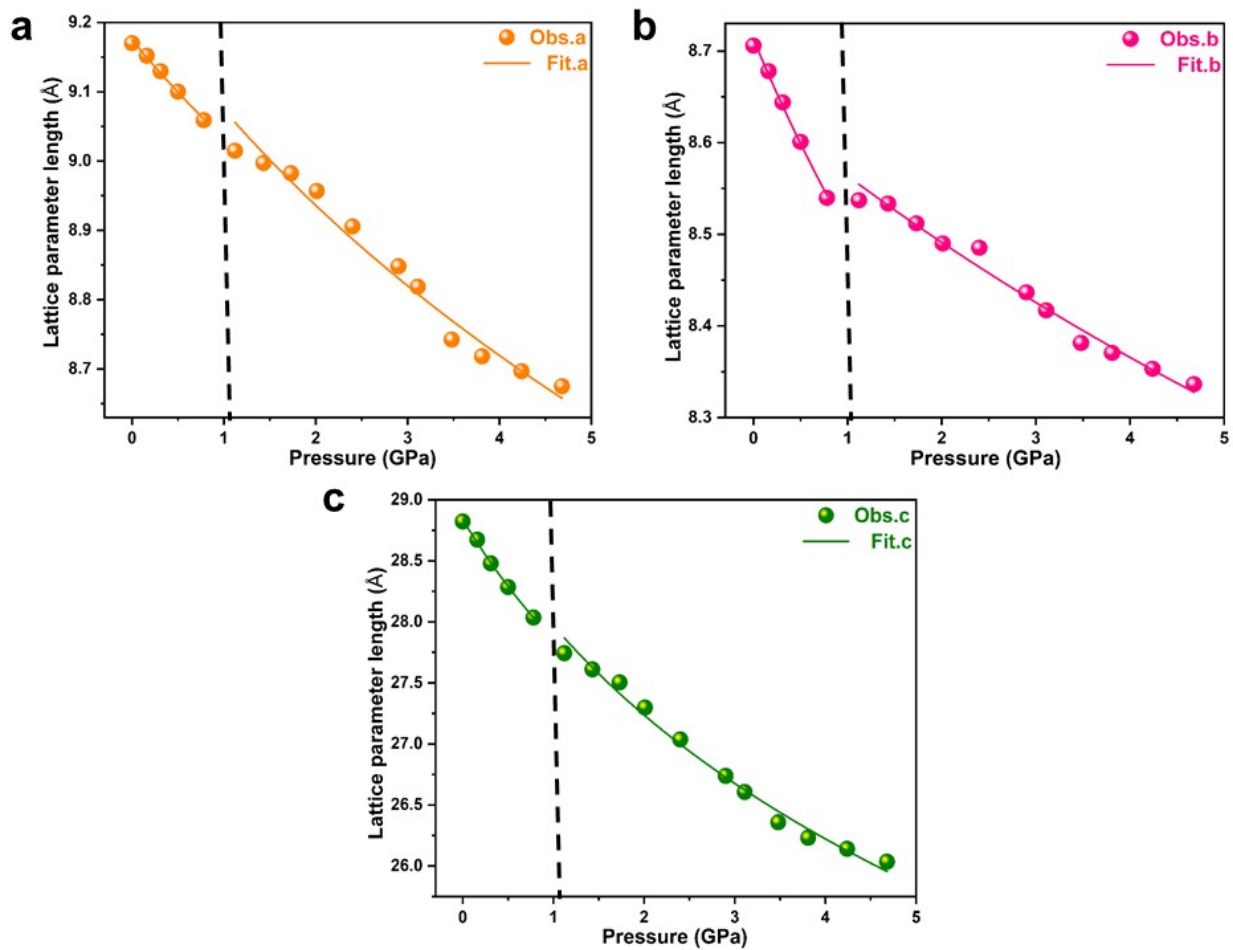 a
9.2
9.1
9.0
8.9
8.8
8.7
Lattice parameter length (Å)
Obs.a
Fit.a
0 1 2 3 4 5
Pressure (GPa)
b
8.7
8.6
8.5
8.4
8.3
Lattice parameter length (Å)
Obs.b
Fit.b
0 1 2 3 4 5
Pressure (GPa)
c
29.0
28.5
28.0
27.5
27.0
26.5
26.0
Lattice parameter length (Å)
Obs.c
Fit.c
0 1 2 3 4 5
Pressure (GPa)